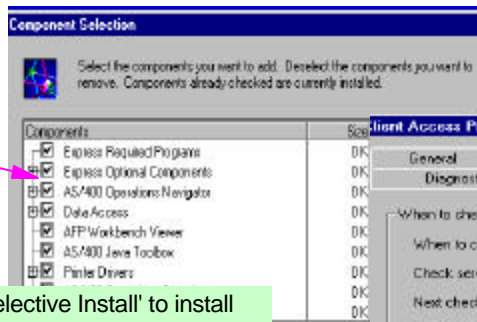 Component Selection
Select the components you want to add. Deselect the components you want to
remove. Components already checked are currently installed.
Components
Size
Express Required Programs
0K
Express Optional Components
0K
AS/400 Operations Navigator
0K
Data Access
0K
AFP Workbench Viewer
0K
AS/400 Java Toolbox
0K
Printer Drivers
0K
0K
0K
elective Install' to install
lient Access P
General
Diagnost
When to che
When to c
Check ser
Next check